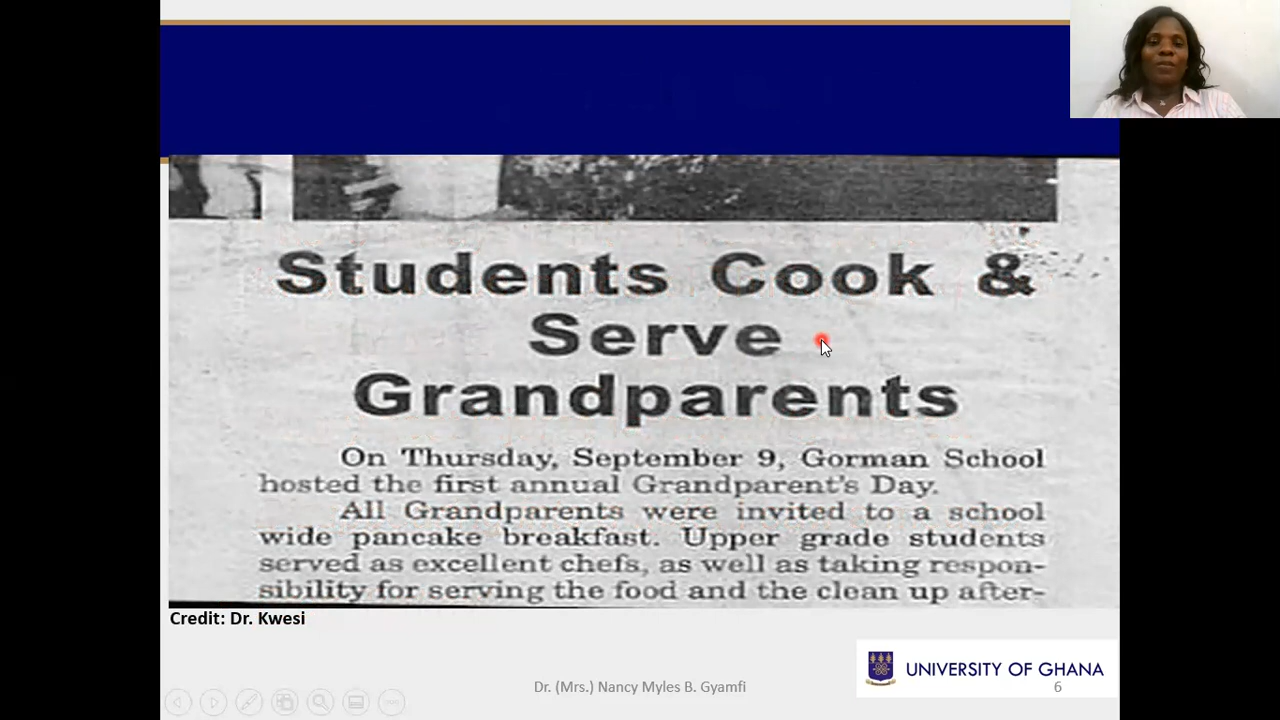 Students Cook &
Serve
Grandparents
On Thursday, September 9, Gorman School
hosted the first annual Grandparent's Day.
All Grandparents were invited to a school
wide pancake breakfast. Upper grade students
served as excellent chefs, as well as taking respon-
sibility for serving the food and the clean up after-
Credit: Dr. Kwesi
UNIVERSITY OF GHANA
Dr. (Mrs.) Nancy Myles B. Gyamfi
6